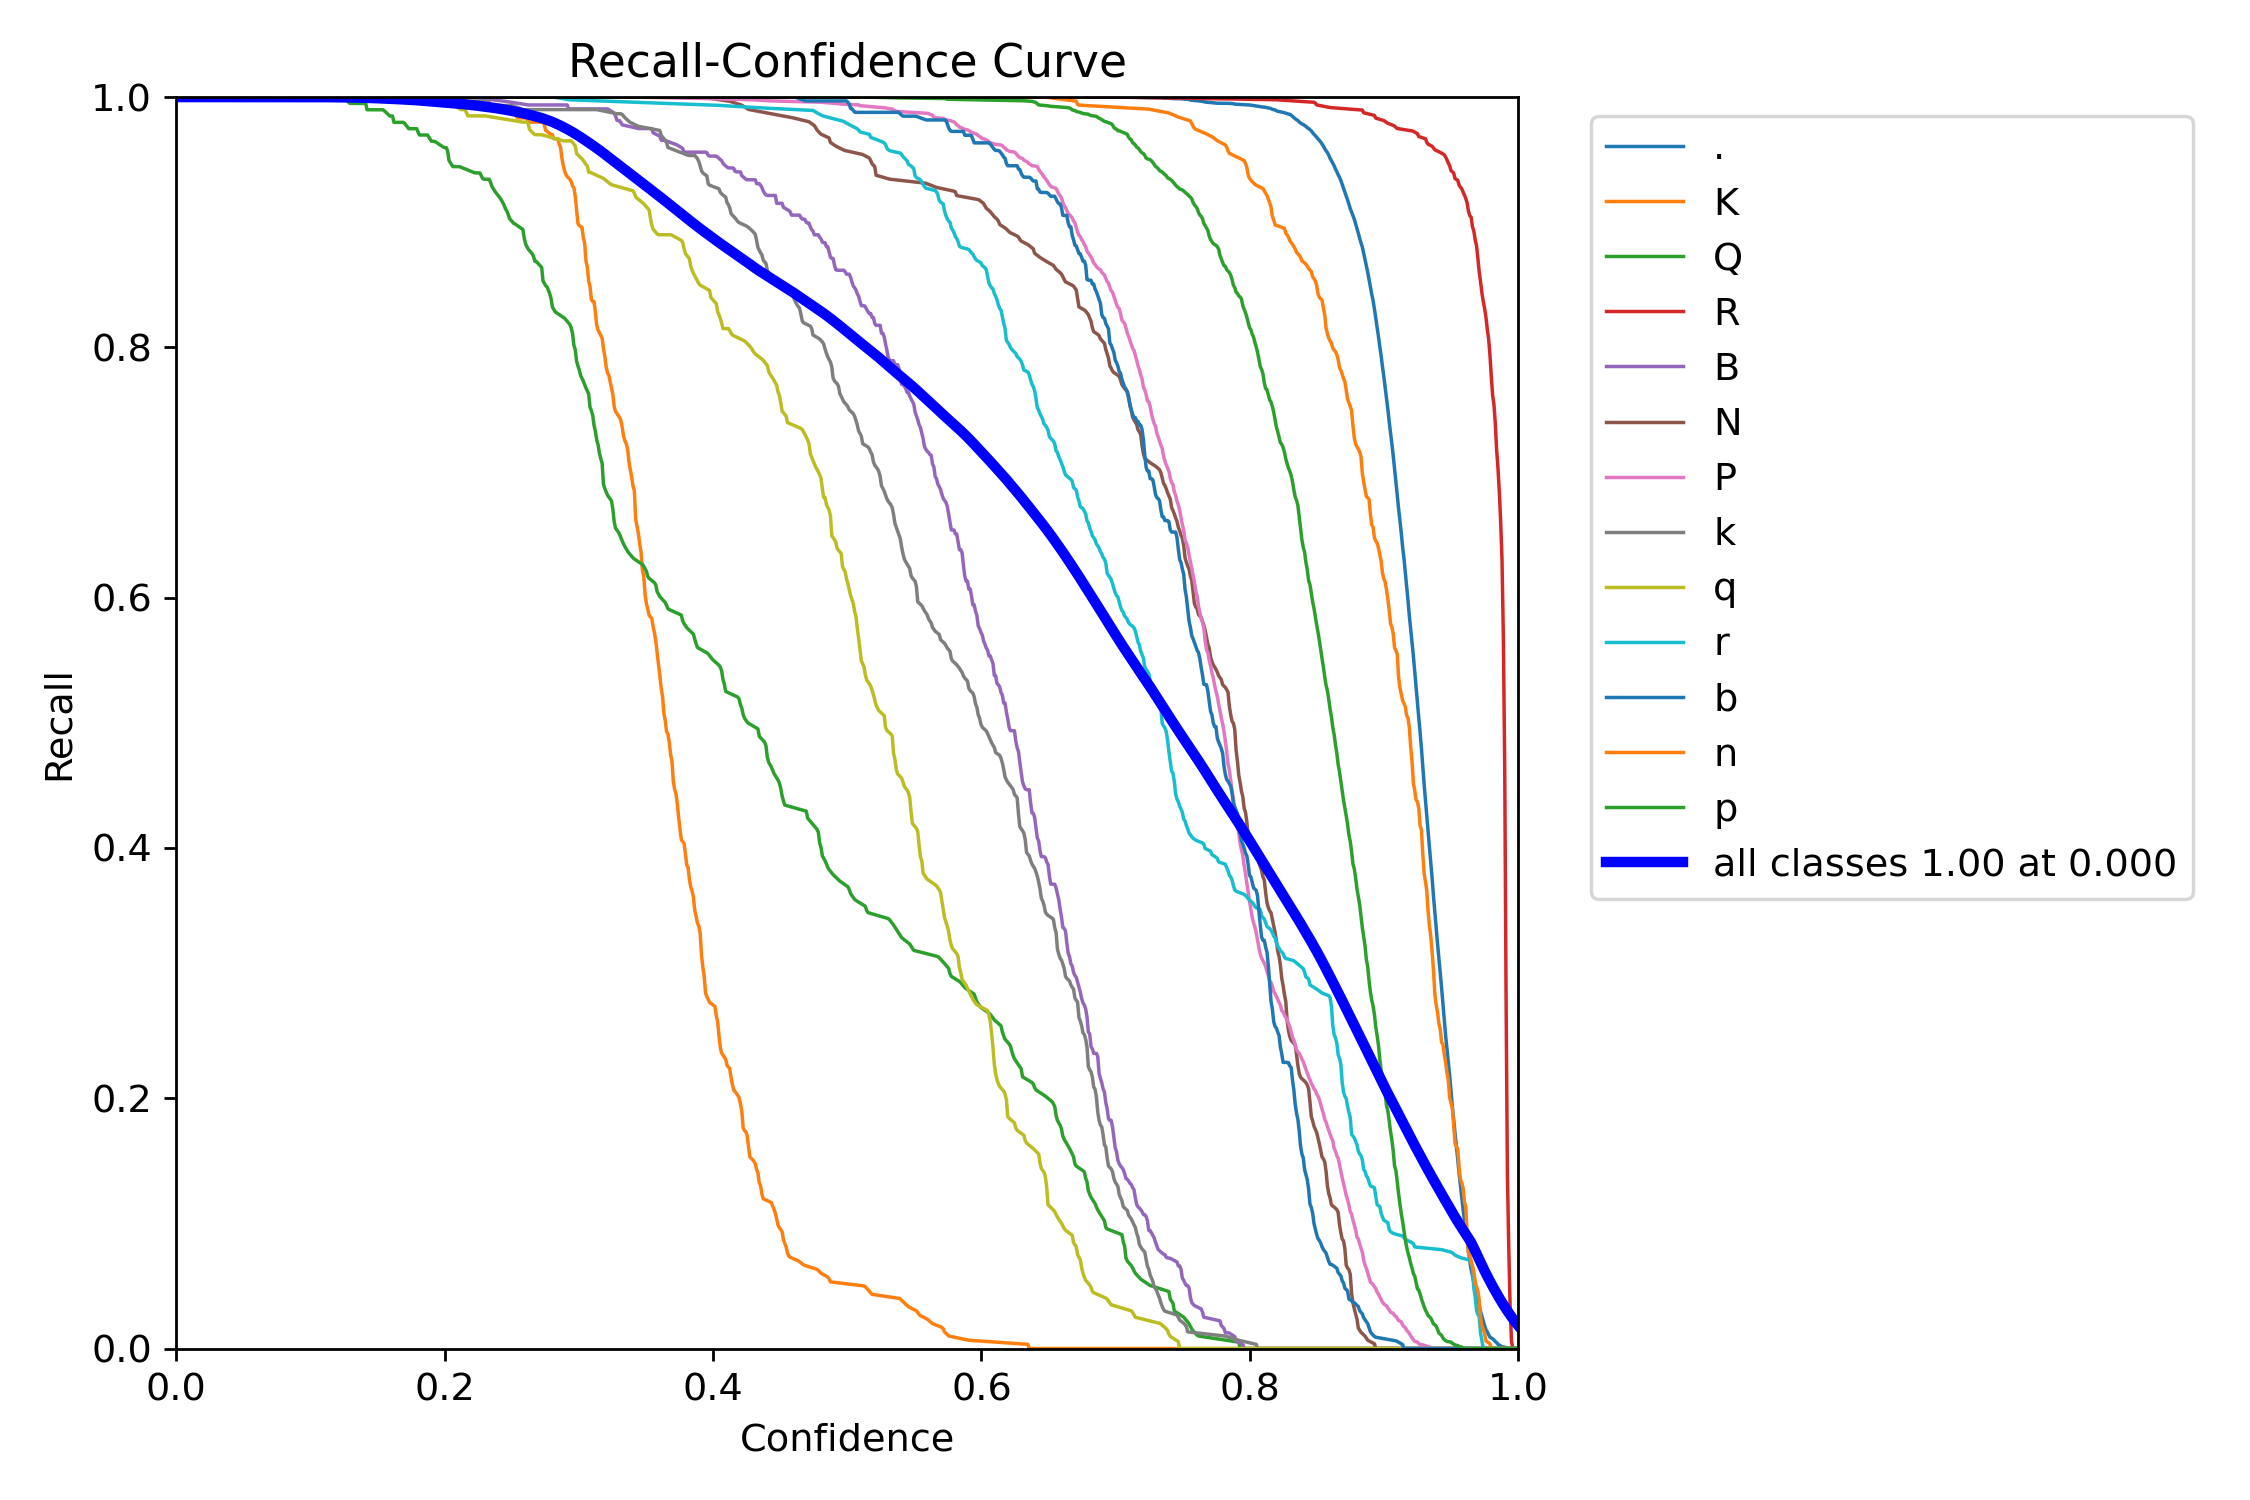 Recall-Confidence Curve
1.0
0.8
0.6
0.4
0.2
0.0
Recall
0.0 0.2 0.4 0.6 0.8 1.0
Confidence
.
K
Q
R
B
N
P
k
q
r
b
n
p
all classes 1.00 at 0.000